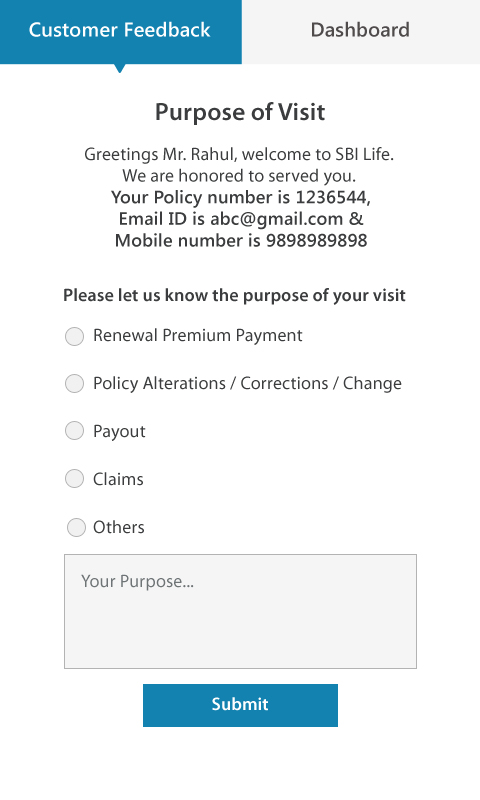 Customer Feedback
Dashboard
Purpose of Visit
Greetings Mr. Rahul, welcome to SBI Life.
We are honored to served you.
Your Policy number is 1236544,
Email ID is abc@gmail.com &
Mobile number is 9898989898
Please let us know the purpose of your visit
Renewal Premium Payment
Policy Alterations / Corrections / Change
Payout
Claims
Others
Your Purpose...
Submit